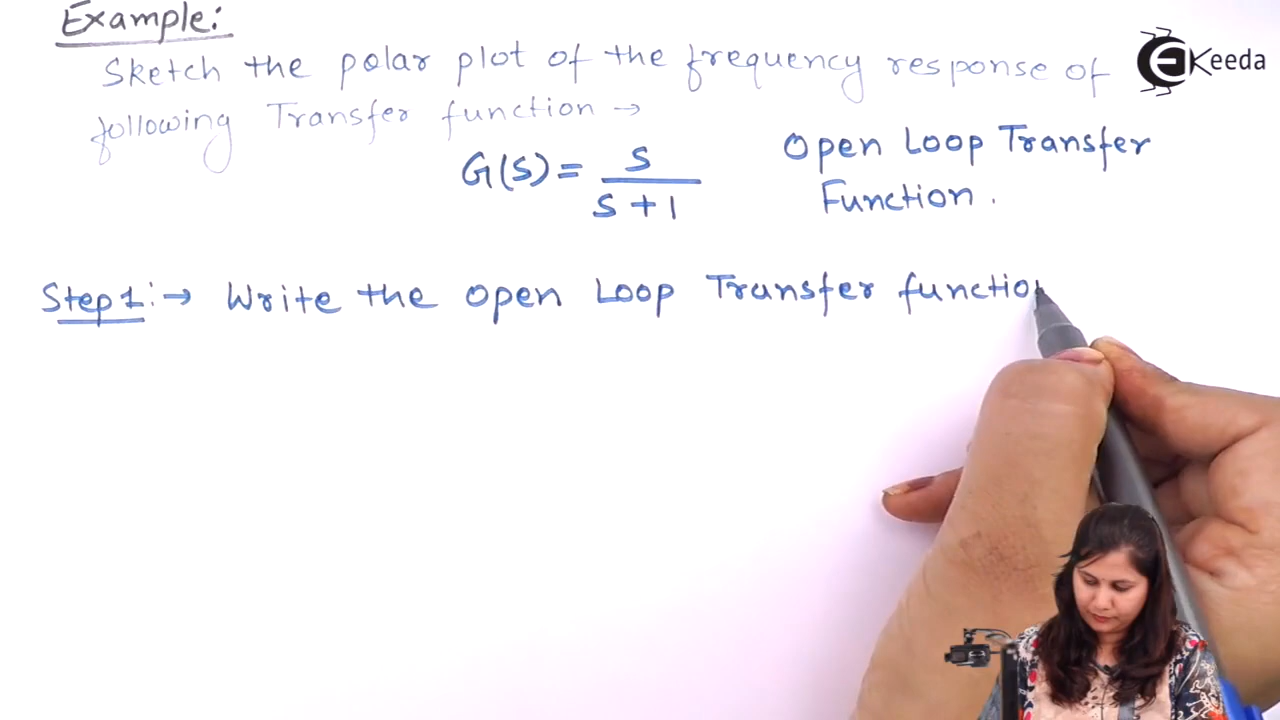 Example:
Sketch the polar plot of the frequency response of
following Transfer function →
G(s) = s / s + 1
Open Loop Transfer
Function.
Step 1: → Write the open Loop Transfer function
EKeeda